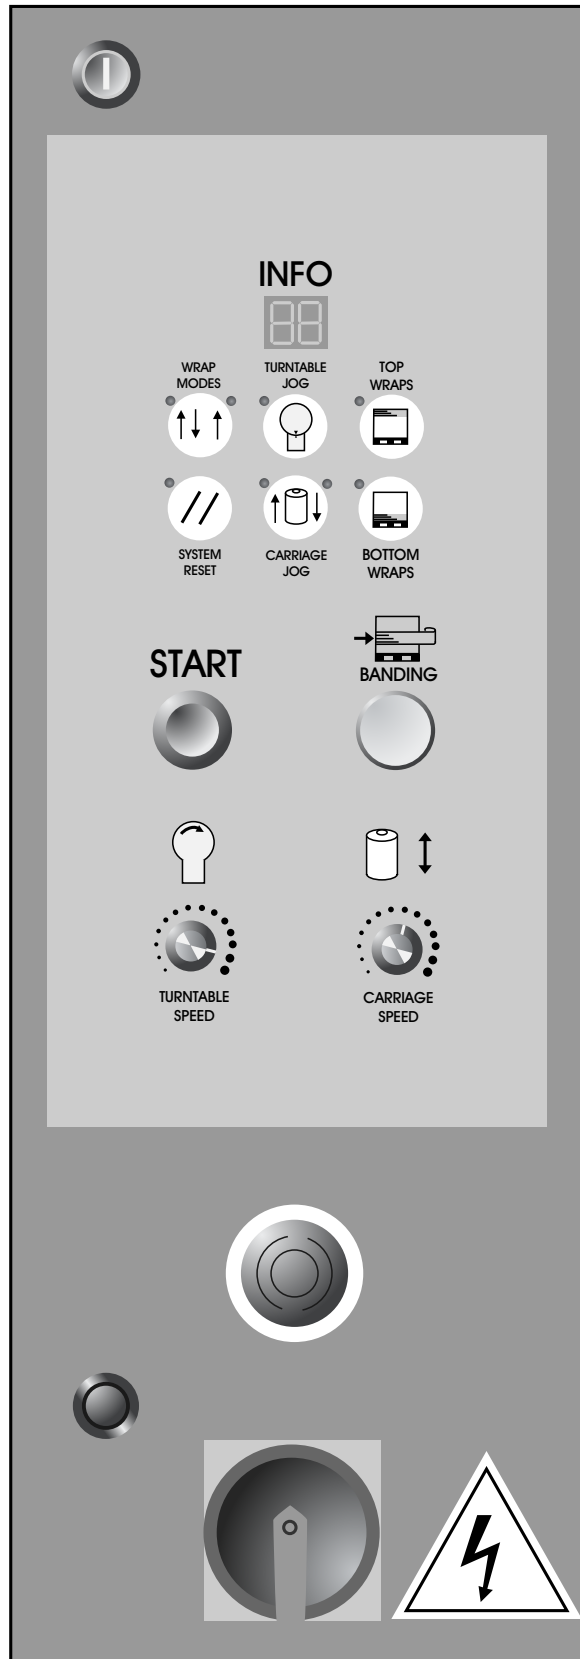 INFO
88
WRAP
MODES
TURNTABLE
JOG
TOP
WRAPS
SYSTEM
RESET
CARRIAGE
JOG
BOTTOM
WRAPS
START
BANDING
TURNTABLE
SPEED
CARRIAGE
SPEED